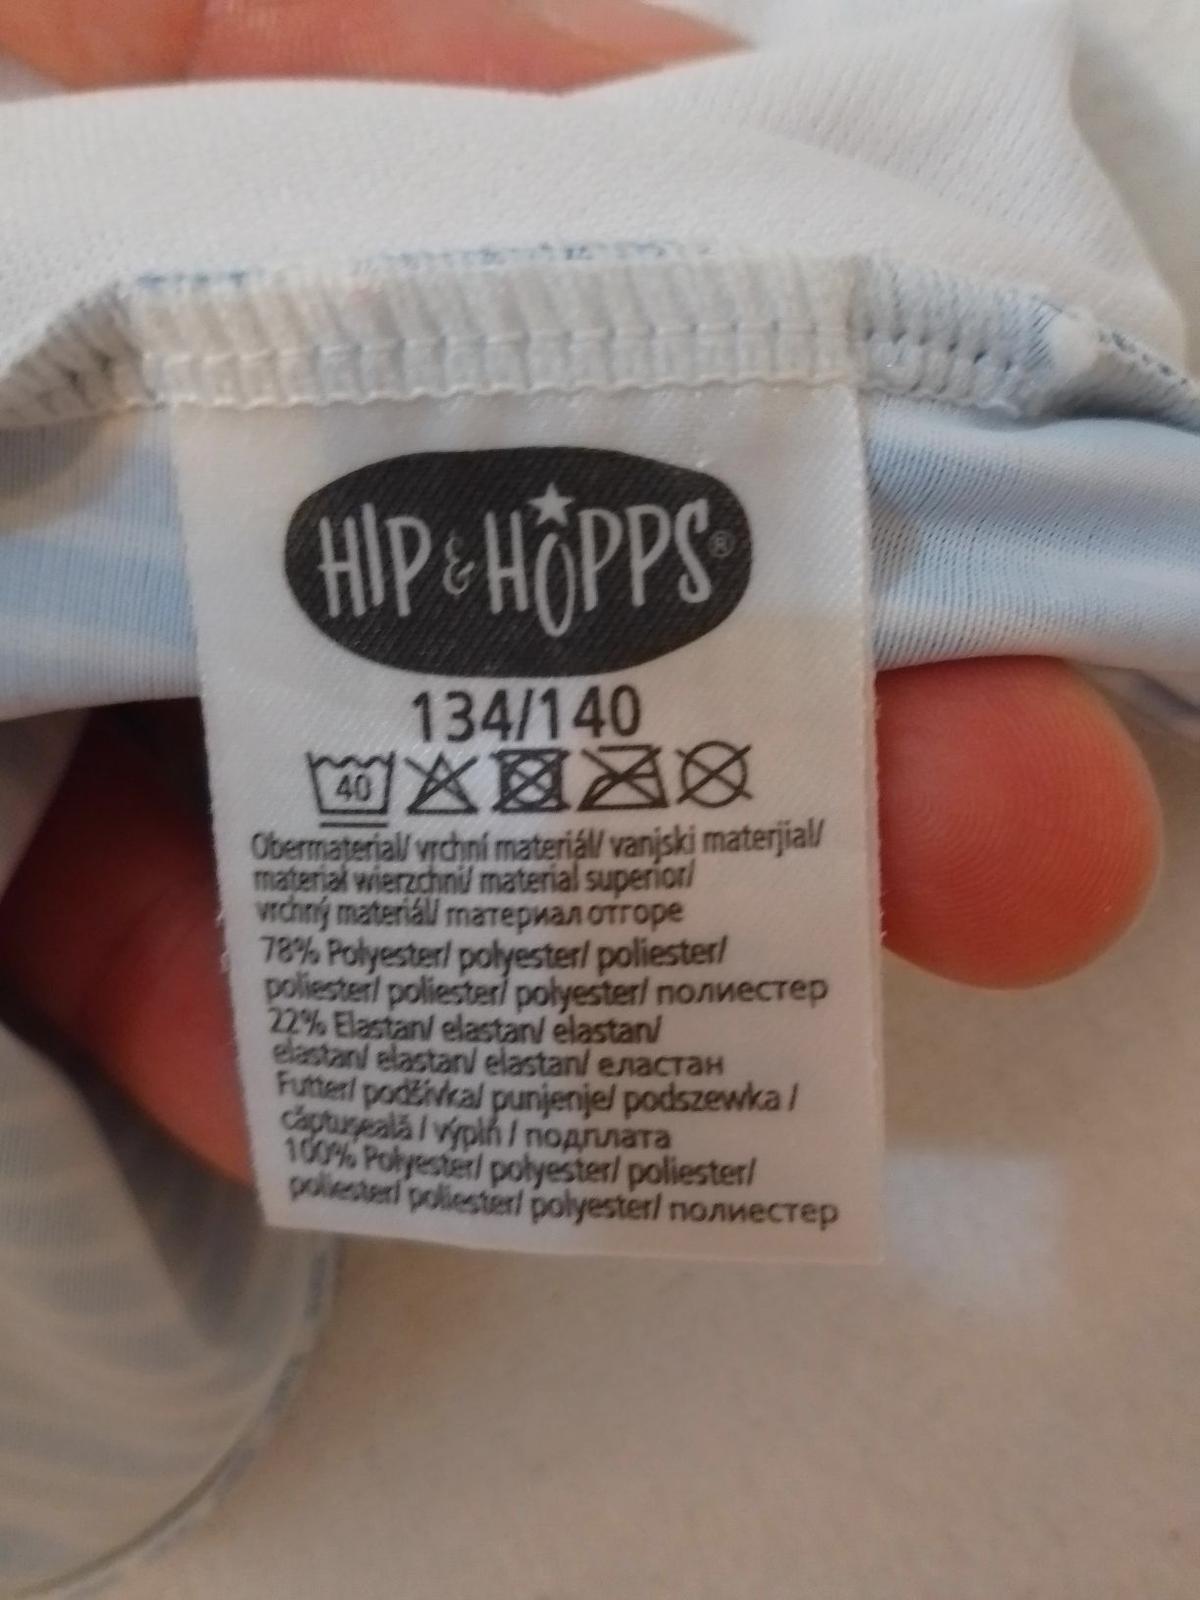 HIP & HOPPS®
134/140
40
Obermaterial/ vrchní materiál/ vanjski materjial/
materiał wierzchni/ material superior/
vrchný materiál/ материал отгоре
78% Polyester/ polyester/ poliester/
poliester/ poliester/ polyester/ полиестер
22% Elastan/ elastan/ elastan/
elastan/ elastan/ elastan/ еластан
Futter/ podšívka/ punjenje/ podszewka /
căptuşeală / výplň / подплата
100% Polyester/ polyester/ poliester/
poliester/ poliester/ polyester/ полиестер